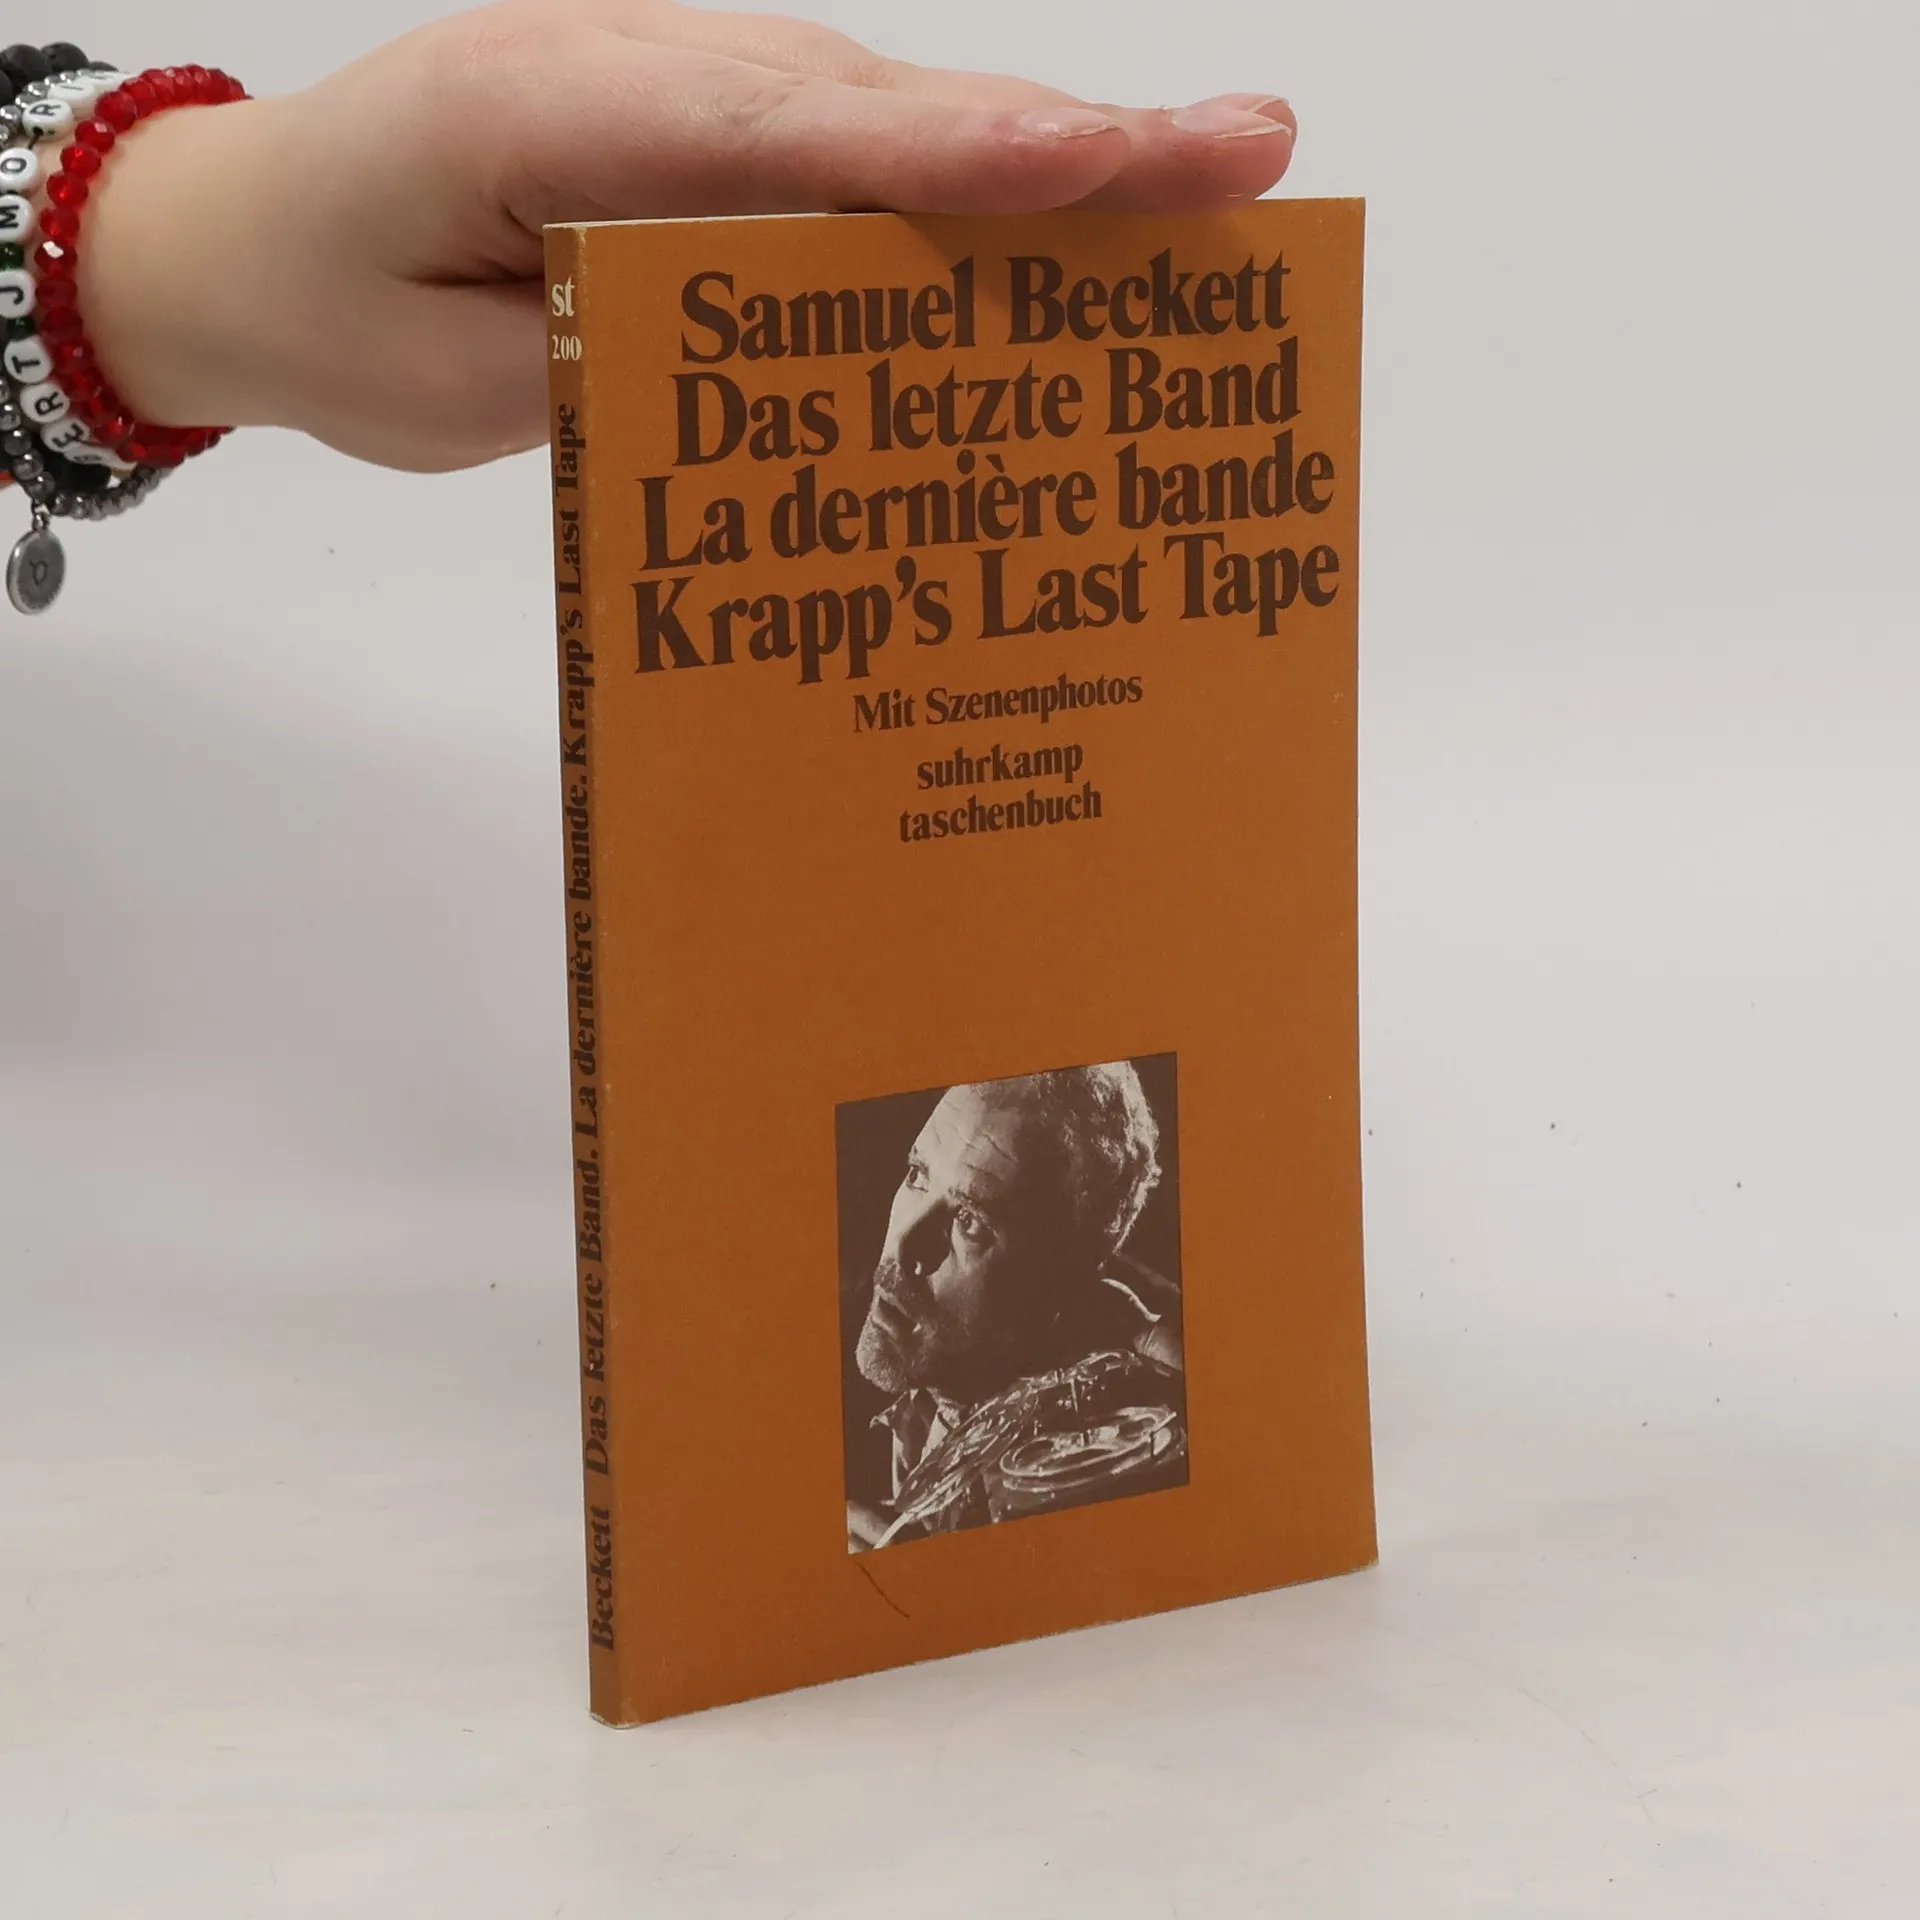 Samuel Beckett
Das letzte Band
La dernière bande
Krapp's Last Tape
Mit Szenenphotos
suhrkamp
taschenbuch
st
200
Beckett Das letzte Band. La dernière bande. Krapp's Last Tape